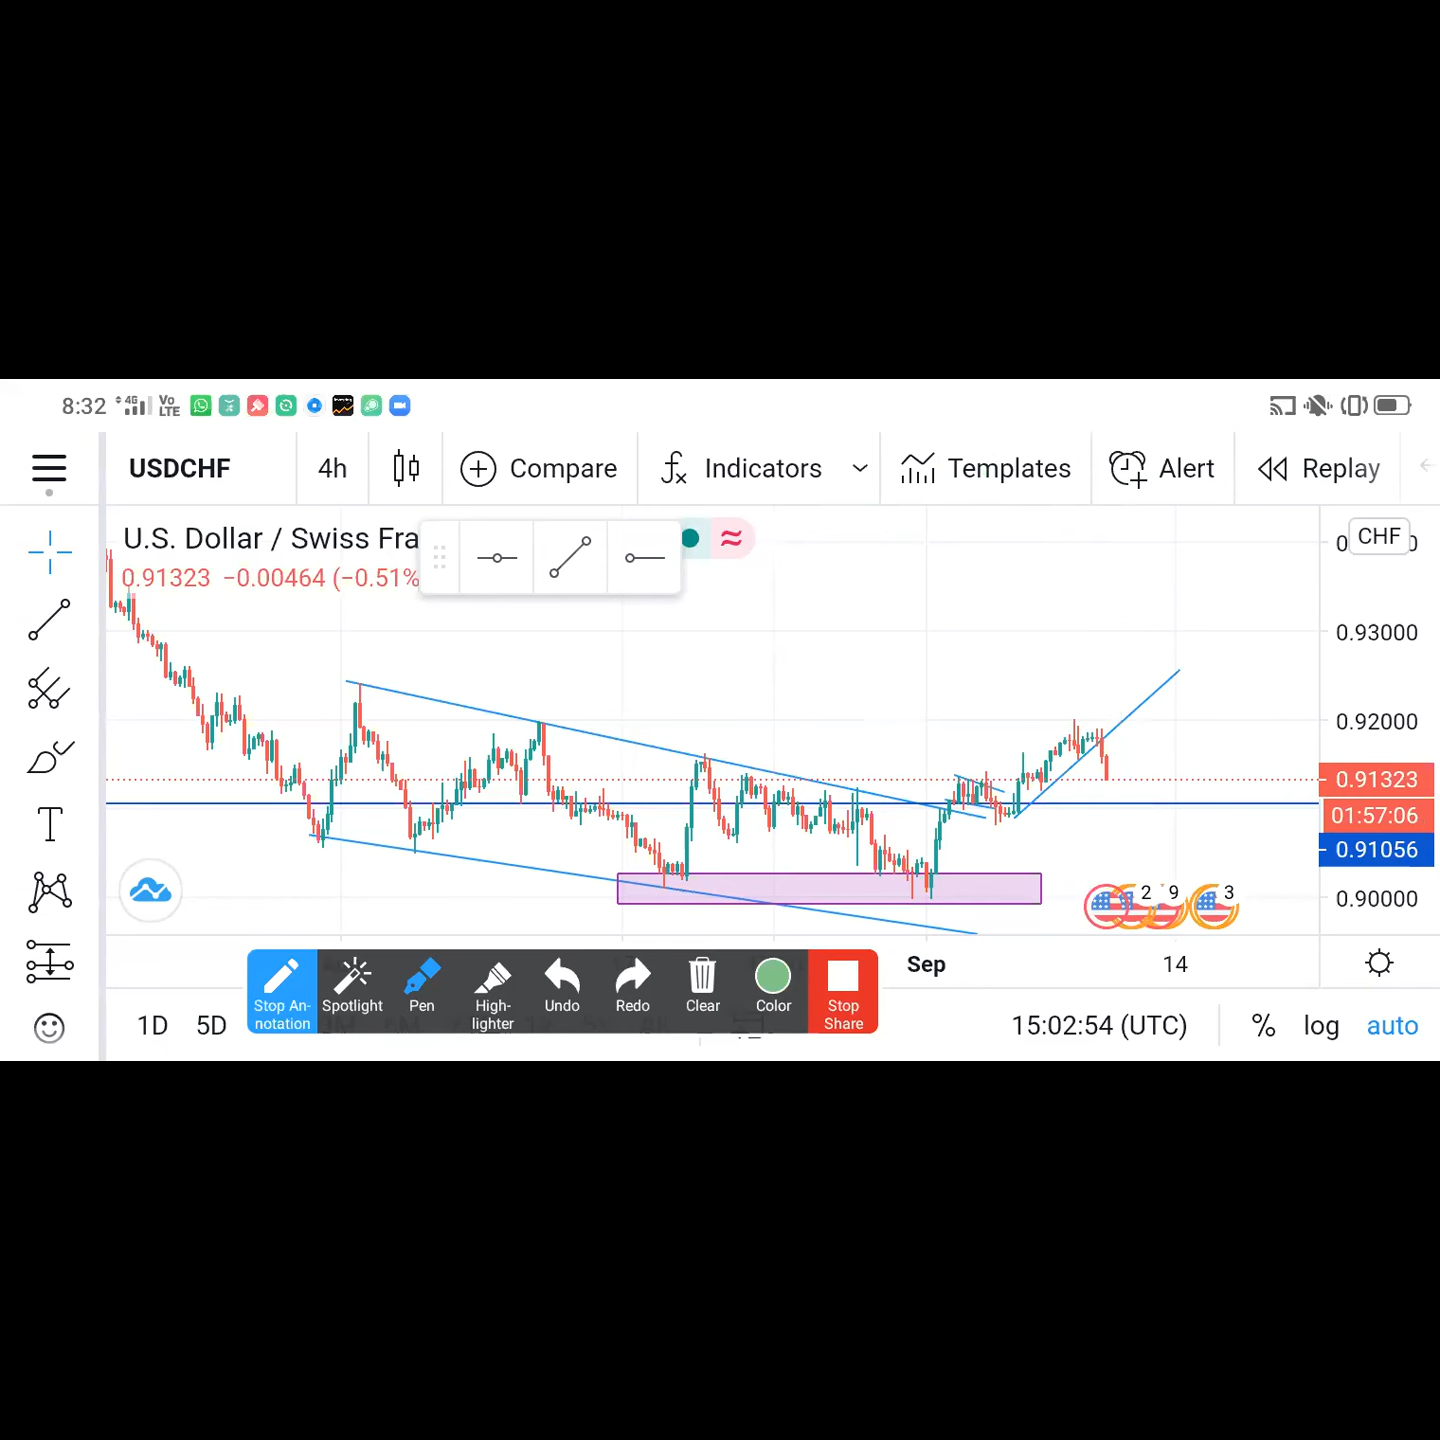 8:32 4G Vo LTE
USDCHF 4h Compare Indicators Templates Alert Replay
U.S. Dollar / Swiss Fra
0.91323 −0.00464 (−0.51%
CHF
0.93000
0.92000
0.91323
01:57:06
0.91056
0.90000
2 9 3
Sep 14
Stop An-
notation
Spotlight
Pen
High-
lighter
Undo
Redo
Clear
Color
Stop
Share
1D 5D 15:02:54 (UTC) % log auto